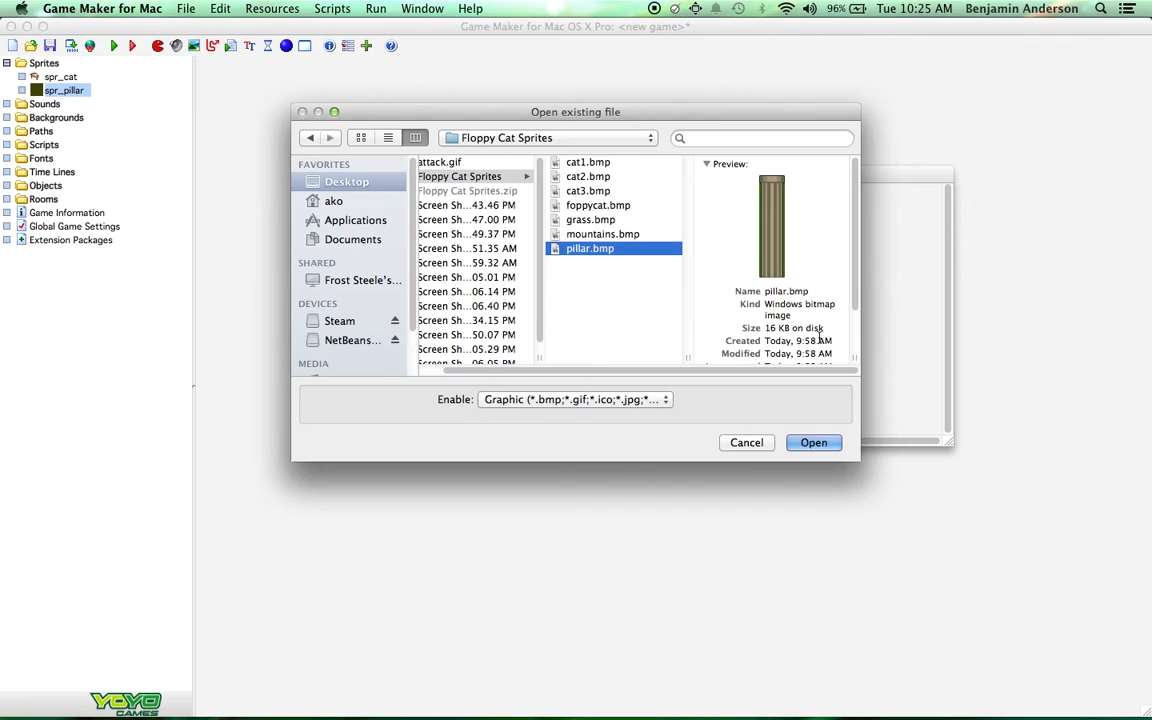 Game Maker for Mac File Edit Resources Scripts Run Window Help 96% Tue 10:25 AM Benjamin Anderson
Game Maker for Mac OS X Pro: <new game>*
Sprites
spr_cat
spr_pillar
Sounds
Backgrounds
Paths
Scripts
Fonts
Time Lines
Objects
Rooms
Game Information
Global Game Settings
Extension Packages
YOYO
GAMES
Open existing file
Floppy Cat Sprites
FAVORITES
Desktop
ako
Applications
Documents
SHARED
Frost Steele's...
DEVICES
Steam
NetBeans...
MEDIA
attack.gif
Floppy Cat Sprites
Floppy Cat Sprites.zip
Screen Sh...43.46 PM
Screen Sh...47.00 PM
Screen Sh...49.37 PM
Screen Sh...51.35 AM
Screen Sh...59.32 AM
Screen Sh...05.01 PM
Screen Sh...06.14 PM
Screen Sh...06.40 PM
Screen Sh...34.15 PM
Screen Sh...50.07 PM
Screen Sh...05.29 PM
Screen Sh...06.05 PM
cat1.bmp
cat2.bmp
cat3.bmp
foppycat.bmp
grass.bmp
mountains.bmp
pillar.bmp
Preview:
Name pillar.bmp
Kind Windows bitmap
image
Size 16 KB on disk
Created Today, 9:58 AM
Modified Today, 9:58 AM
Enable: Graphic (*.bmp;*.gif;*.ico;*.jpg;*...
Cancel Open